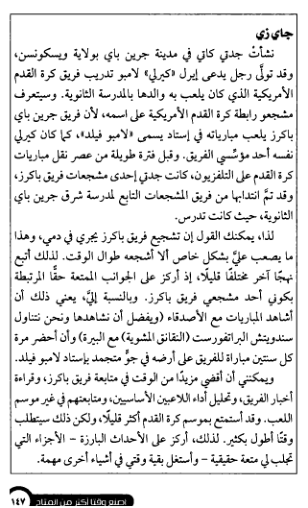 جاي زي
نشأتْ جدتي كاتي في مدينة جرين باي بولاية ويسكونسن،
وقد تولَّى رجل يدعى إيرل «كيرلي» لامبو تدريب فريق كرة القدم
الأمريكية الذي كان يلعب به والدها بالمدرسة الثانوية. وسيتعرف
مشجعو رابطة كرة القدم الأمريكية على اسمه، لأن فريق جرين باي
باكرز يلعب مبارياته في إستاد يسمى «لامبو فيلد»، كما كان كيرلي
نفسه أحد مؤسِّسي الفريق. وقبل فترة طويلة من عصر نقل مباريات
كرة القدم على التلفزيون، كانت جدتي إحدى مشجعات فريق باكرز،
وقد تمَّ انتدابها من فريق المشجعات التابع لمدرسة شرق جرين باي
الثانوية، حيث كانت تدرس.
لذا، يمكنك القول إن تشجيع فريق باكرز يجري في دمي، وهذا
ما يصعب عليَّ بشكل خاص ألا أشجعه طوال الوقت. لذلك أتبع
نهجًا آخر مختلفًا قليلًا، إذ أركز على الجوانب الممتعة حقًّا المرتبطة
بكوني أحد مشجعي فريق باكرز. وبالنسبة إليَّ، يعني ذلك أن
أشاهد المباريات مع الأصدقاء (ويفضل أن نشاهدها ونحن نتناول
سندويتش البراتفورست (النقانق المشوية) مع البيرة) وأن أحضر مرة
كل سنتين مباراة للفريق على أرضه في جوٍّ متجمد بإستاد لامبو فيلد.
ويمكنني أن أقضي مزيدًا من الوقت في متابعة فريق باكرز، وقراءة
أخبار الفريق، وتحليل أداء اللاعبين الأساسيين، ومتابعتهم في غير موسم
اللعب. وقد أستمتع بموسم كرة القدم أكثر قليلًا، ولكن ذلك سيتطلب
وقتًا أطول بكثير. لذلك، أركز على الأحداث البارزة - الأجزاء التي
تجلب لي متعة حقيقية - وأستغل بقية وقتي في أشياء أخرى مهمة.
اصنع وقتا أكثر من المتاح ١٤٧